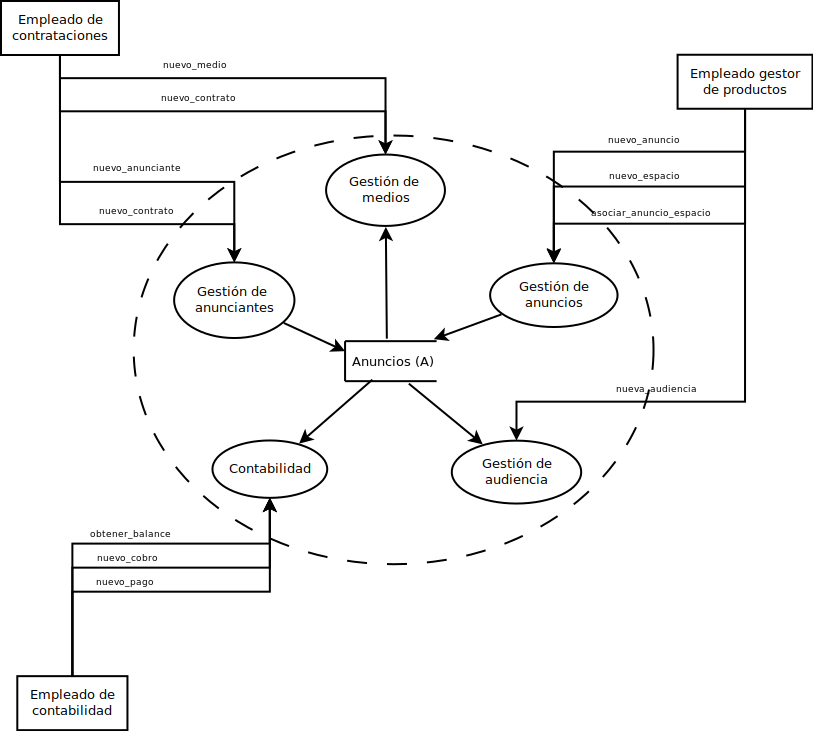 Empleado de
contrataciones
nuevo_medio
Empleado gestor
de productos
nuevo_contrato
nuevo_anuncio
nuevo_anunciante
Gestión de
medios
nuevo_espacio
nuevo_contrato
asociar_anuncio_espacio
Gestión de
anunciantes
Gestión de
anuncios
Anuncios (A)
nueva_audiencia
Contabilidad
Gestión de
audiencia
obtener_balance
nuevo_cobro
nuevo_pago
Empleado de
contabilidad